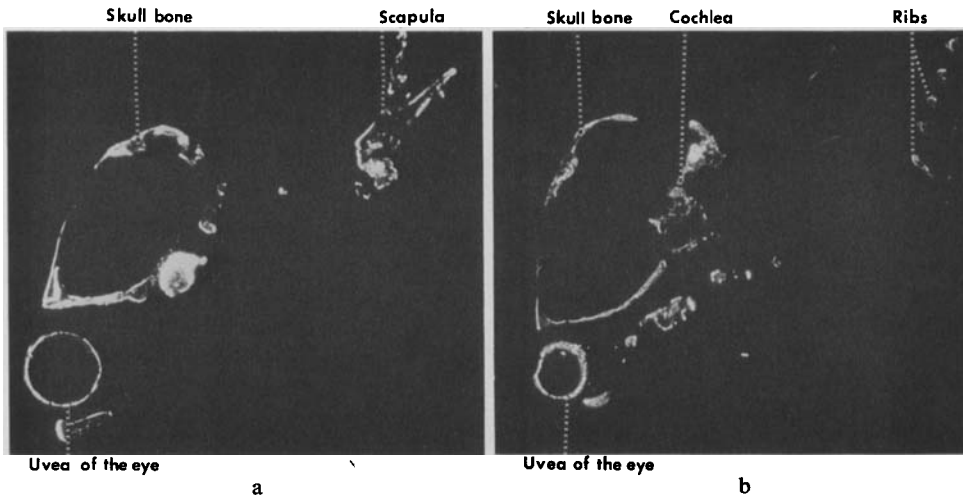 Skull bone Scapula Skull bone Cochlea Ribs
Uvea of the eye Uvea of the eye
a b